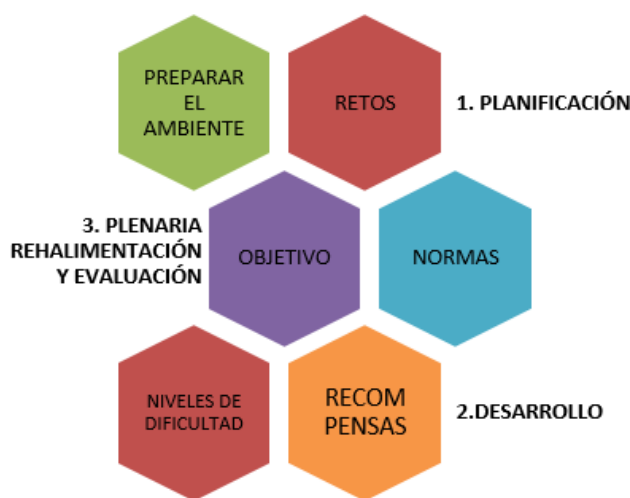 PREPARAR
EL
AMBIENTE
RETOS
1. PLANIFICACIÓN
3. PLENARIA
REHALIMENTACIÓN
Y EVALUACIÓN
OBJETIVO
NORMAS
NIVELES DE
DIFICULTAD
RECOM
PENSAS
2.DESARROLLO